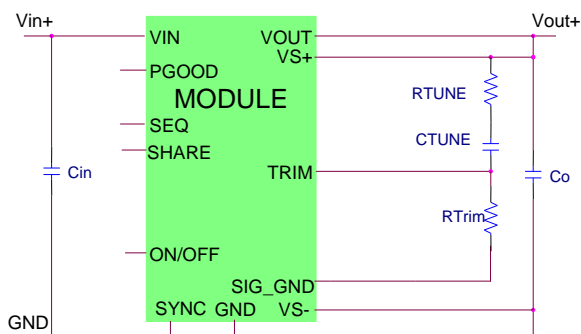 Vin+
Vout+
VIN
VOUT
VS+
PGOOD
RTUNE
MODULE
SEQ
CTUNE
SHARE
Cin
TRIM
Co
RTrim
ON/OFF
SIG_GND
SYNC
GND
VS-
GND